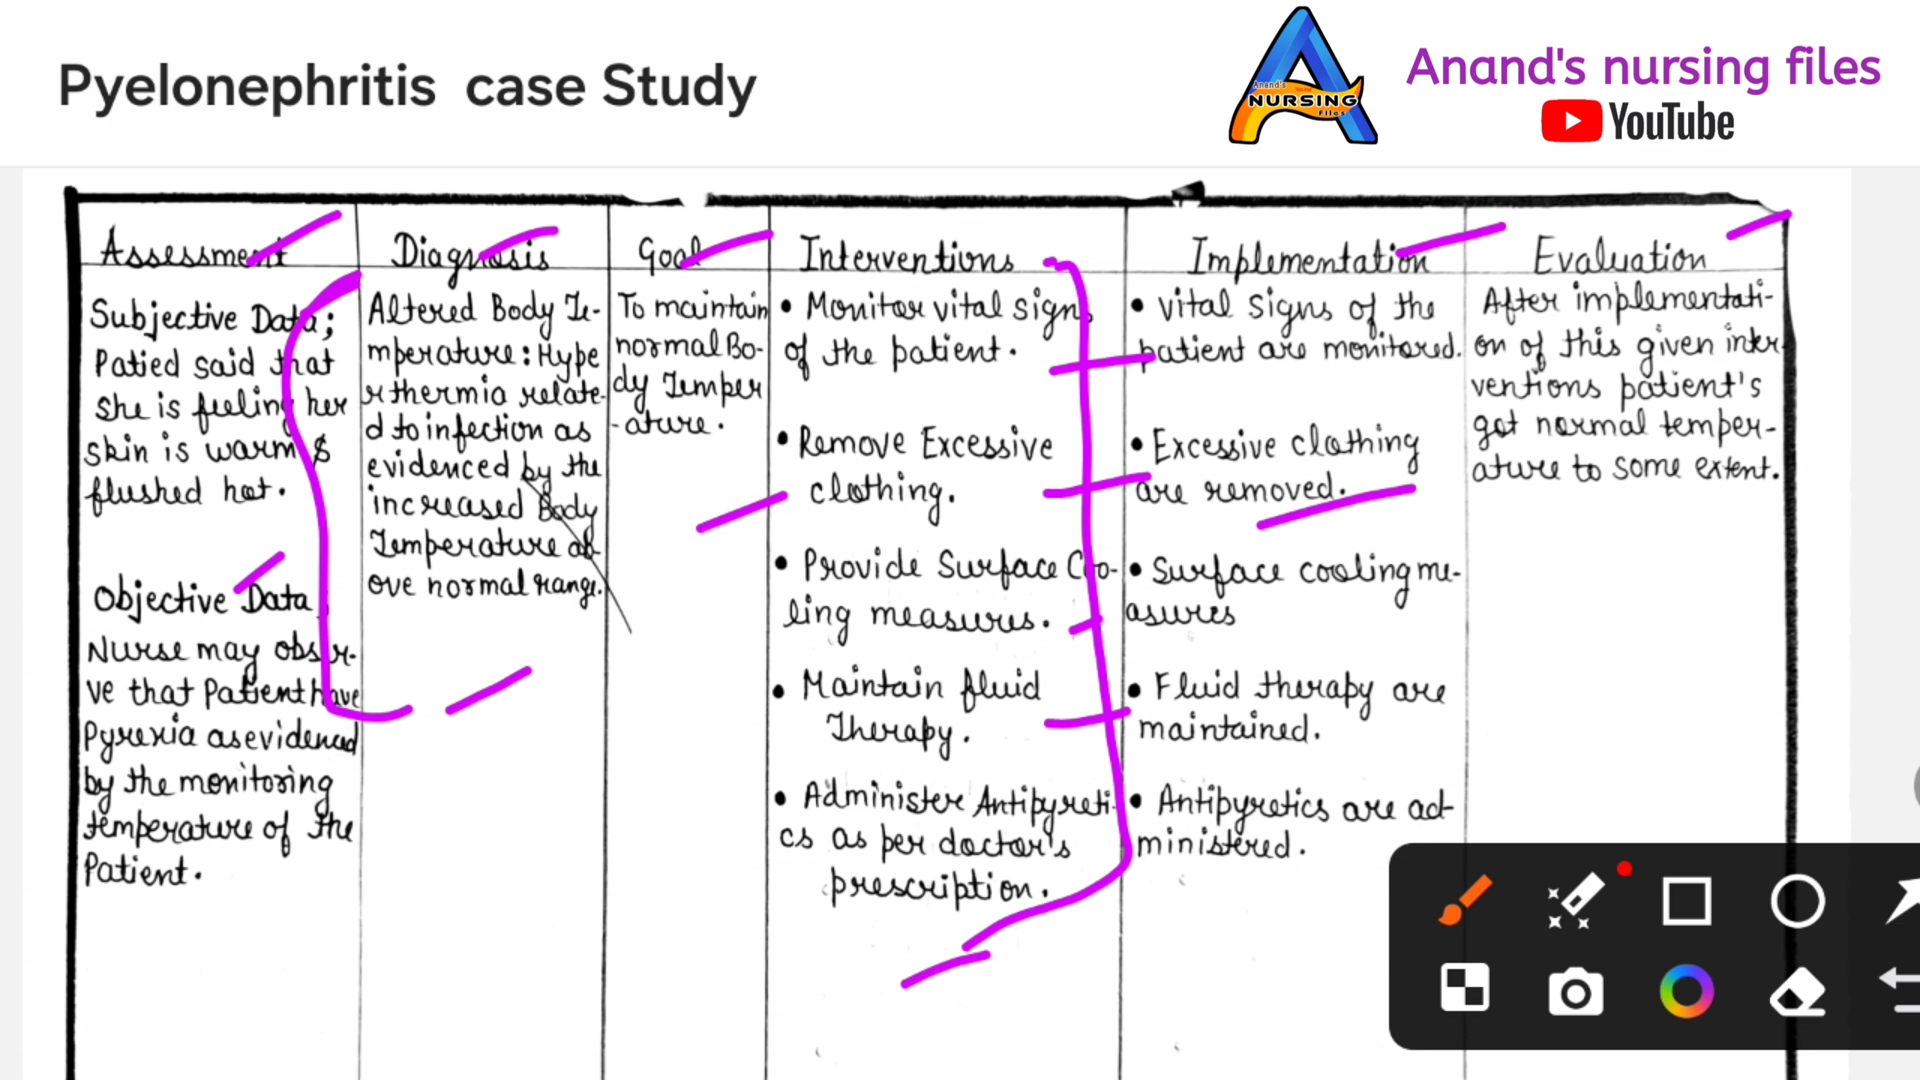 Pyelonephritis case Study
Anand's
NURSING
Files
Anand's nursing files
YouTube
Assessment
Subjective Data;
Patied said that
She is feeling her
skin is warm $
flushed hot.
Objective Data
Nurse may obser-
ve that Patient have
Pyrexia as evidenced
by the monitoring
temperature of the
Patient.
Diagnosis
Altered Body Te-
mperature: Hype
rthermia relate-
d to infection as
evidenced by the
increased Body
Temperature ab-
ove normal range.
Goal
To maintain
normal Bo-
dy Temper
-ature.
Interventions
• Monitor vital signs
of the patient.
• Remove Excessive
clothing.
• Provide Surface Coo-
ling measures.
• Maintain fluid
Therapy.
• Administer Antipyreti-
cs as per doctor's
prescription.
Implementation
• vital signs of the
patient are monitored.
• Excessive clothing
are removed.
• Surface cooling me-
asures
• Fluid therapy are
maintained.
• Antipyretics are ad-
ministered.
Evaluation
After implementati-
on of this given inter-
ventions patient's
got normal temper-
ature to some extent.